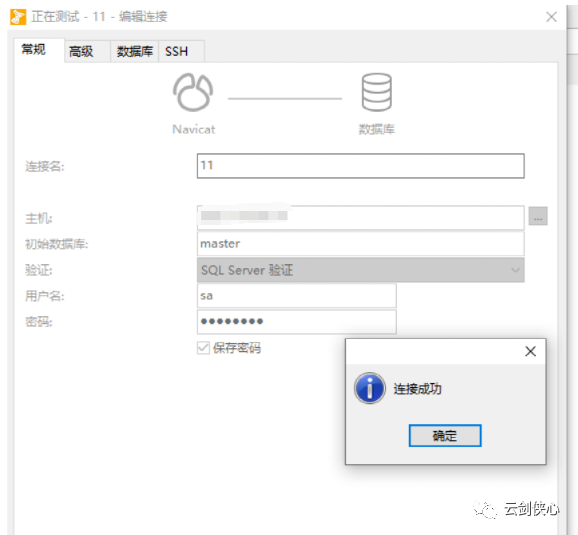 正在测试 - 11 - 编辑连接
常规 高级 数据库 SSH
Navicat 数据库
连接名: 11
主机: ...
初始数据库: master
验证: SQL Server 验证
用户名: sa
密码: ●●●●●●●●
保存密码
连接成功
确定
云剑侠心